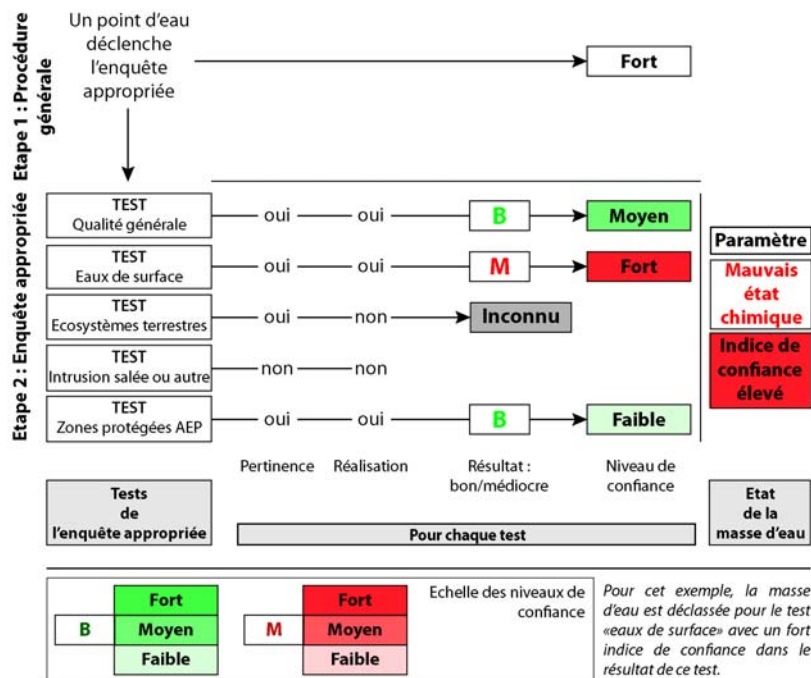 Etape 1 : Procédure
générale
Un point d'eau
déclenche
l'enquête
appropriée
Fort
Etape 2 : Enquête appropriée
TEST
Qualité générale
oui
oui
B
Moyen
TEST
Eaux de surface
oui
oui
M
Fort
TEST
Ecosystèmes terrestres
oui
non
Inconnu
TEST
Intrusion salée ou autre
non
non
TEST
Zones protégées AEP
oui
oui
B
Faible
Paramètre
Mauvais
état
chimique
Indice de
confiance
élevé
Pertinence
Réalisation
Résultat :
bon/médiocre
Niveau de
confiance
Tests
de
l'enquête appropriée
Pour chaque test
Etat
de la
masse d'eau
B
Fort
Moyen
Faible
M
Fort
Moyen
Faible
Echelle des niveaux de
confiance
Pour cet exemple, la masse
d'eau est déclassée pour le test
«eaux de surface» avec un fort
indice de confiance dans le
résultat de ce test.